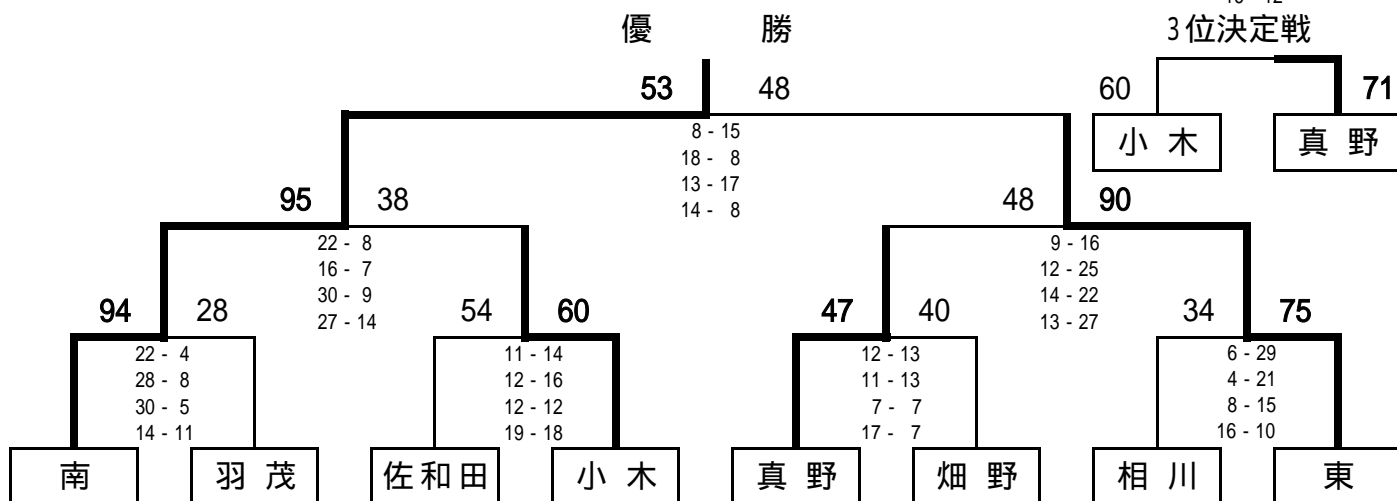 優 勝
3位決定戦
53 48
60 71
8 - 15
18 - 8
13 - 17
14 - 8
小 木 真 野
95 38
48 90
22 - 8
16 - 7
30 - 9
27 - 14
9 - 16
12 - 25
14 - 22
13 - 27
94 28
54 60
47 40
34 75
22 - 4
28 - 8
30 - 5
14 - 11
11 - 14
12 - 16
12 - 12
19 - 18
12 - 13
11 - 13
7 - 7
17 - 7
6 - 29
4 - 21
8 - 15
16 - 10
南 羽 茂 佐和田 小 木 真 野 畑 野 相 川 東